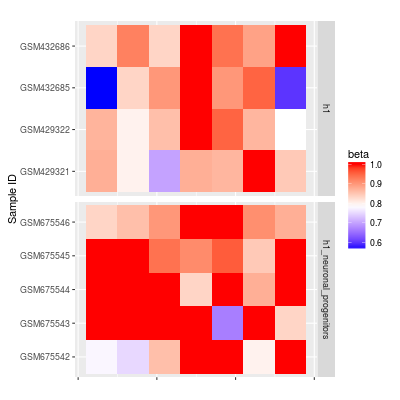 GSM432686
GSM432685
GSM429322
GSM429321
h1
GSM675546
GSM675545
GSM675544
GSM675543
GSM675542
h1_neuronal_progenitors
Sample ID
beta
1.0
0.9
0.8
0.7
0.6